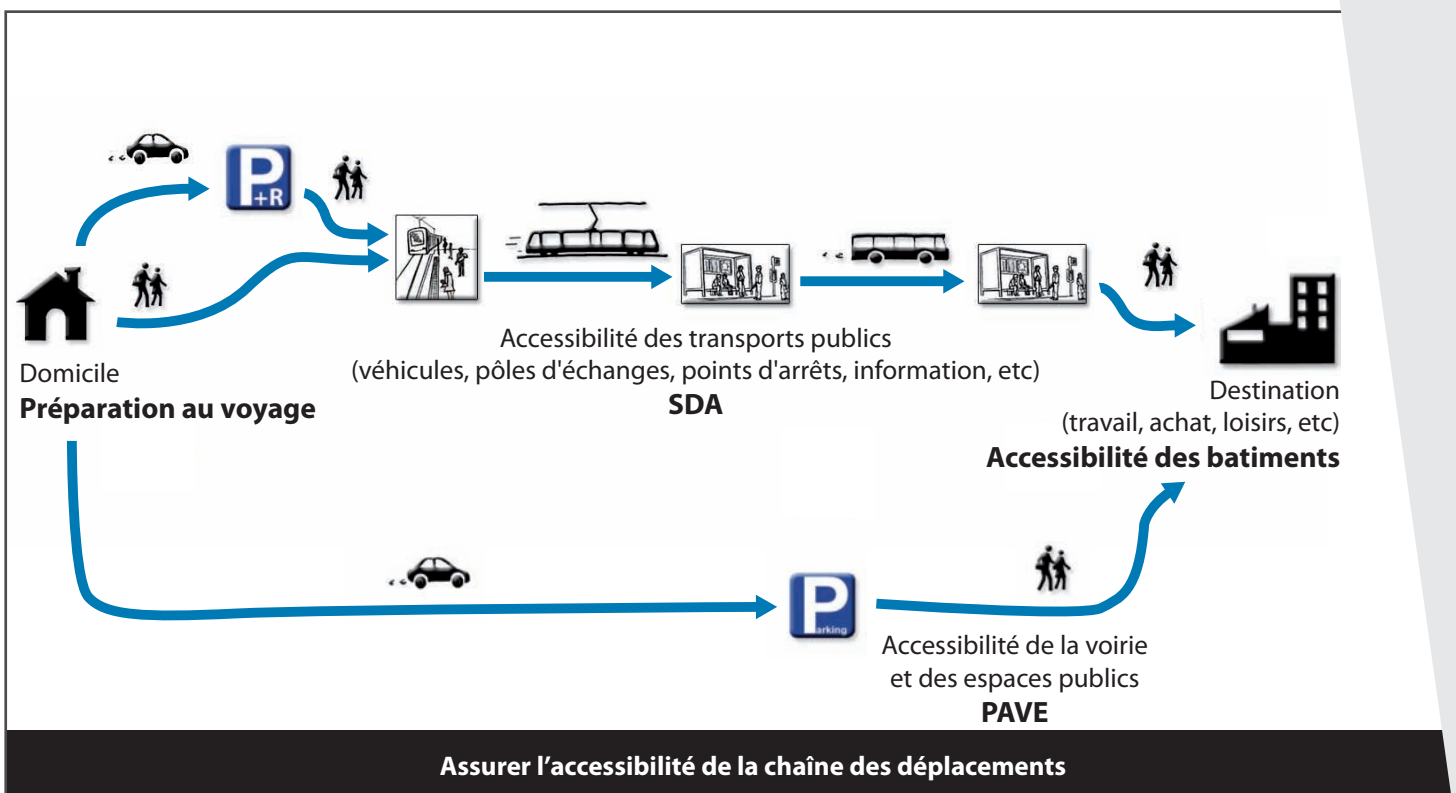 P
+R
Domicile
Préparation au voyage
Accessibilité des transports publics
(véhicules, pôles d'échanges, points d'arrêts, information, etc)
SDA
Destination
(travail, achat, loisirs, etc)
Accessibilité des batiments
P
arking
Accessibilité de la voirie
et des espaces publics
PAVE
Assurer l’accessibilité de la chaîne des déplacements